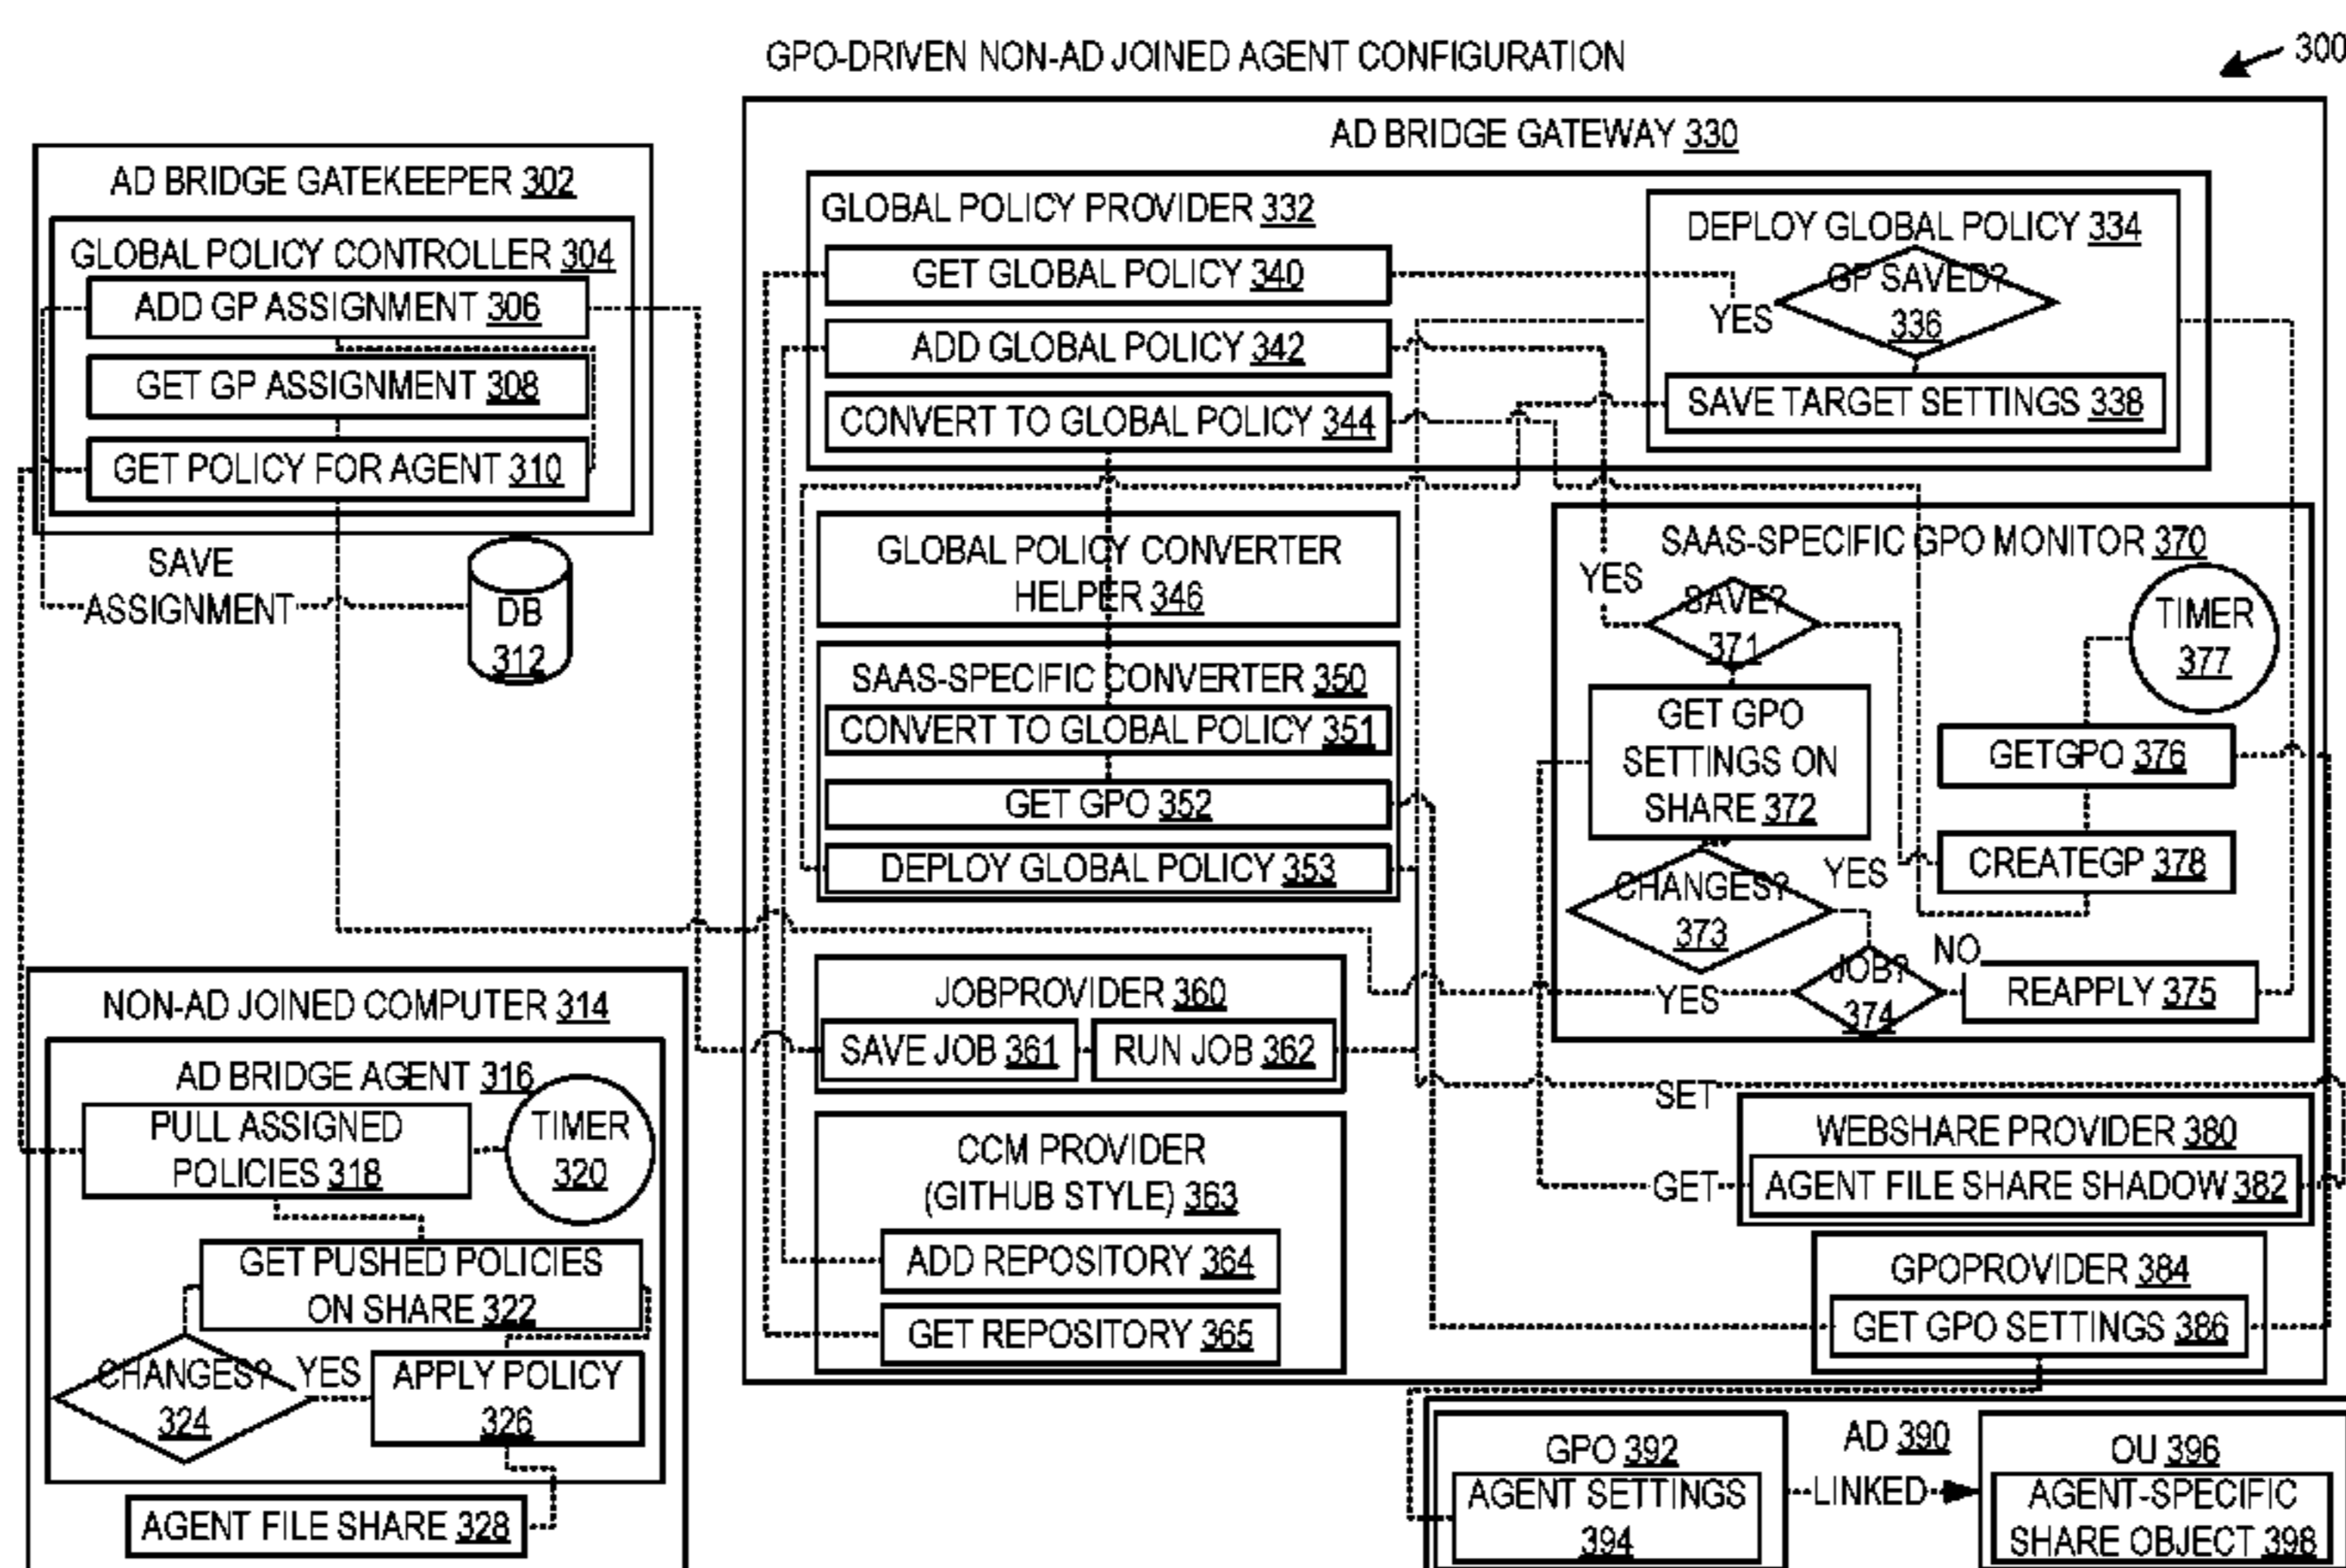 GPO-DRIVEN NON-AD JOINED AGENT CONFIGURATION
300
AD BRIDGE GATEKEEPER 302
GLOBAL POLICY CONTROLLER 304
ADD GP ASSIGNMENT 306
GET GP ASSIGNMENT 308
GET POLICY FOR AGENT 310
SAVE
ASSIGNMENT
DB
312
NON-AD JOINED COMPUTER 314
AD BRIDGE AGENT 316
PULL ASSIGNED
POLICIES 318
TIMER
320
GET PUSHED POLICIES
ON SHARE 322
CHANGES?
324
YES
APPLY POLICY
326
AGENT FILE SHARE 328
AD BRIDGE GATEWAY 330
GLOBAL POLICY PROVIDER 332
GET GLOBAL POLICY 340
ADD GLOBAL POLICY 342
CONVERT TO GLOBAL POLICY 344
DEPLOY GLOBAL POLICY 334
GP SAVED?
336
YES
SAVE TARGET SETTINGS 338
GLOBAL POLICY CONVERTER
HELPER 346
SAAS-SPECIFIC CONVERTER 350
CONVERT TO GLOBAL POLICY 351
GET GPO 352
DEPLOY GLOBAL POLICY 353
JOBPROVIDER 360
SAVE JOB 361
RUN JOB 362
CCM PROVIDER
(GITHUB STYLE) 363
ADD REPOSITORY 364
GET REPOSITORY 365
SAAS-SPECIFIC GPO MONITOR 370
YES
SAVE?
371
TIMER
377
GET GPO
SETTINGS ON
SHARE 372
GETGPO 376
CREATEGP 378
CHANGES?
373
YES
JOB?
374
NO
YES
REAPPLY 375
SET
WEBSHARE PROVIDER 380
GET
AGENT FILE SHARE SHADOW 382
GPOPROVIDER 384
GET GPO SETTINGS 386
GPO 392
AGENT SETTINGS
394
AD 390
LINKED
OU 396
AGENT-SPECIFIC
SHARE OBJECT 398